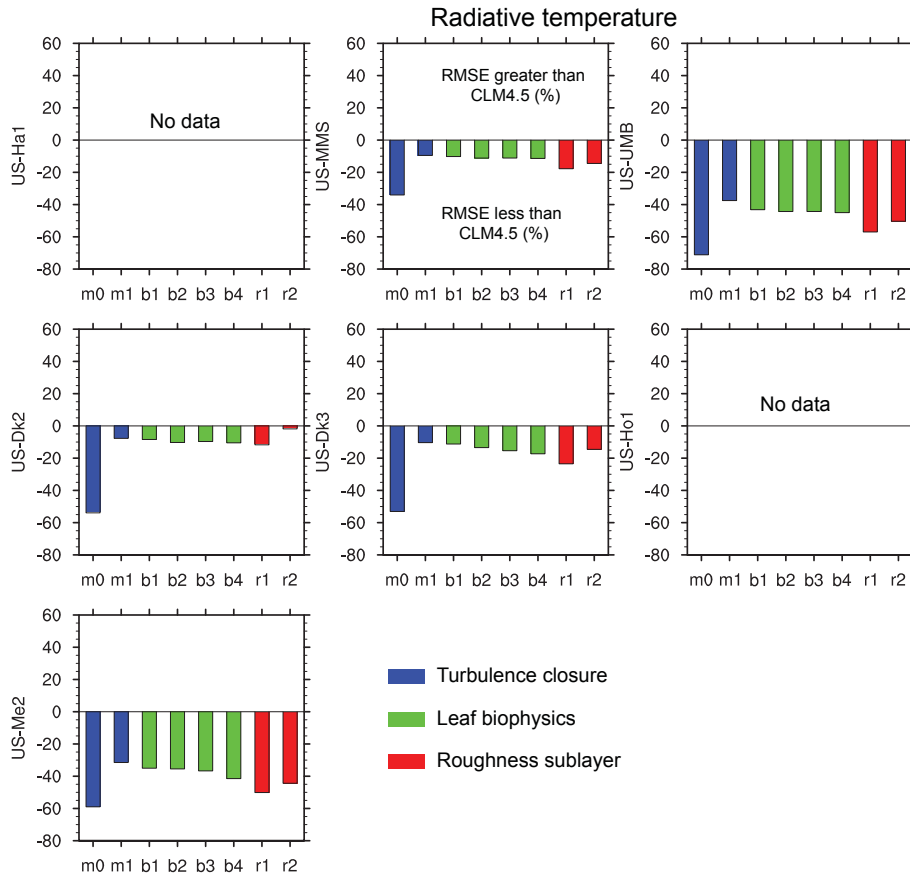 Radiative temperature
60
40
20
0
-20
-40
-60
-80
US-Ha1
No data
m0 m1 b1 b2 b3 b4 r1 r2
60
40
20
0
-20
-40
-60
-80
US-MMS
RMSE greater than
CLM4.5 (%)
RMSE less than
CLM4.5 (%)
m0 m1 b1 b2 b3 b4 r1 r2
60
40
20
0
-20
-40
-60
-80
US-UMB
m0 m1 b1 b2 b3 b4 r1 r2
60
40
20
0
-20
-40
-60
-80
US-Dk2
m0 m1 b1 b2 b3 b4 r1 r2
60
40
20
0
-20
-40
-60
-80
US-Dk3
m0 m1 b1 b2 b3 b4 r1 r2
60
40
20
0
-20
-40
-60
-80
US-Ho1
No data
m0 m1 b1 b2 b3 b4 r1 r2
60
40
20
0
-20
-40
-60
-80
US-Me2
m0 m1 b1 b2 b3 b4 r1 r2
Turbulence closure
Leaf biophysics
Roughness sublayer